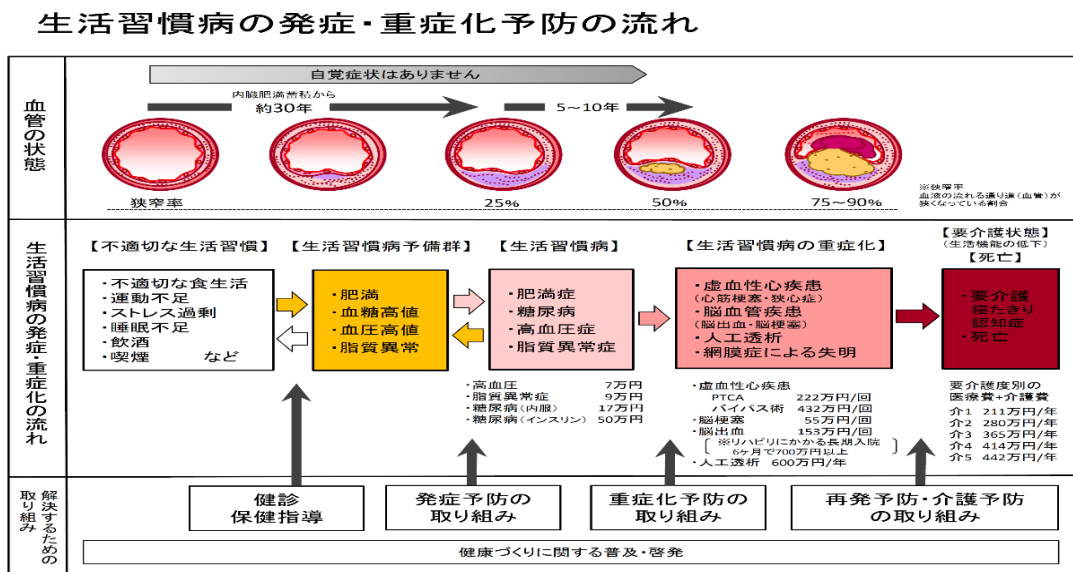 生活習慣病の発症・重症化予防の流れ
血管の状態
自覚症状はありません
内臓肥満蓄積から
約30年
5～10年
狭窄率
25%
50%
75～90%
※狭窄率
血液の流れる通り道(血管)が
狭くなっている割合
生活習慣病の発症・重症化の流れ
【不適切な生活習慣】
・不適切な食生活
・運動不足
・ストレス過剰
・睡眠不足
・飲酒
・喫煙 など
【生活習慣病予備群】
・肥満
・血糖高値
・血圧高値
・脂質異常
【生活習慣病】
・肥満症
・糖尿病
・高血圧症
・脂質異常症
・高血圧 7万円
・脂質異常症 9万円
・糖尿病(内服) 17万円
・糖尿病(インスリン) 50万円
【生活習慣病の重症化】
・虚血性心疾患
(心筋梗塞・狭心症)
・脳血管疾患
(脳出血・脳梗塞)
・人工透析
・網膜症による失明
・虚血性心疾患
PTCA 222万円/回
バイパス術 432万円/回
・脳梗塞 55万円/回
・脳出血 153万円/回
※リハビリにかかる長期入院
6ヶ月で700万円以上
・人工透析 600万円/年
【要介護状態】
(生活機能の低下)
【死亡】
・要介護
寝たきり
認知症
・死亡
要介護度別の
医療費+介護費
介1 211万円/年
介2 280万円/年
介3 365万円/年
介4 414万円/年
介5 442万円/年
解決するための
取り組み
健診
保健指導
発症予防の
取り組み
重症化予防の
取り組み
再発予防・介護予防
の取り組み
健康づくりに関する普及・啓発